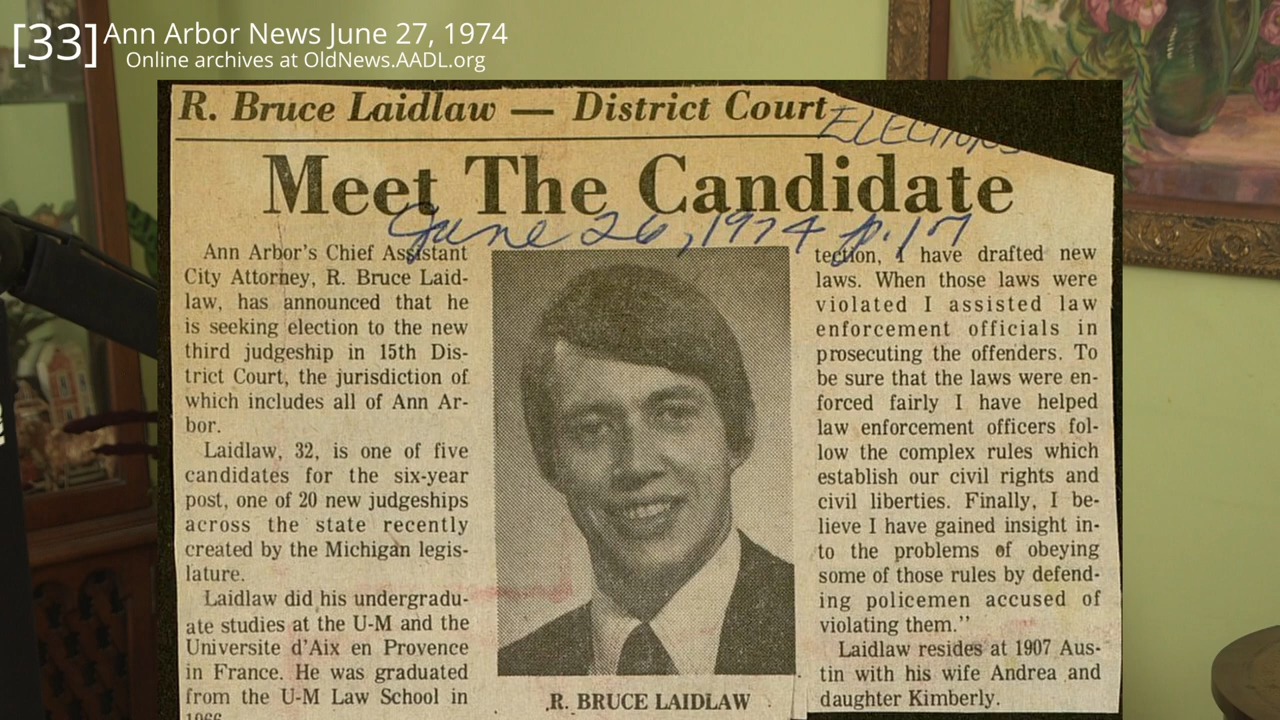 [33] Ann Arbor News June 27, 1974
Online archives at OldNews.AADL.org
R. Bruce Laidlaw — District Court
ELECTIONS
Meet The Candidate
June 26, 1974 p.17
Ann Arbor's Chief Assistant
City Attorney, R. Bruce Laid-
law, has announced that he
is seeking election to the new
third judgeship in 15th Dis-
trict Court, the jurisdiction of
which includes all of Ann Ar-
bor.
Laidlaw, 32, is one of five
candidates for the six-year
post, one of 20 new judgeships
across the state recently
created by the Michigan legis-
lature.
Laidlaw did his undergradu-
ate studies at the U-M and the
Universite d'Aix en Provence
in France. He was graduated
from the U-M Law School in
1966
R. BRUCE LAIDLAW
tection, I have drafted new
laws. When those laws were
violated I assisted law
enforcement officials in
prosecuting the offenders. To
be sure that the laws were en-
forced fairly I have helped
law enforcement officers fol-
low the complex rules which
establish our civil rights and
civil liberties. Finally, I be-
lieve I have gained insight in-
to the problems of obeying
some of those rules by defend-
ing policemen accused of
violating them."
Laidlaw resides at 1907 Aus-
tin with his wife Andrea and
daughter Kimberly.